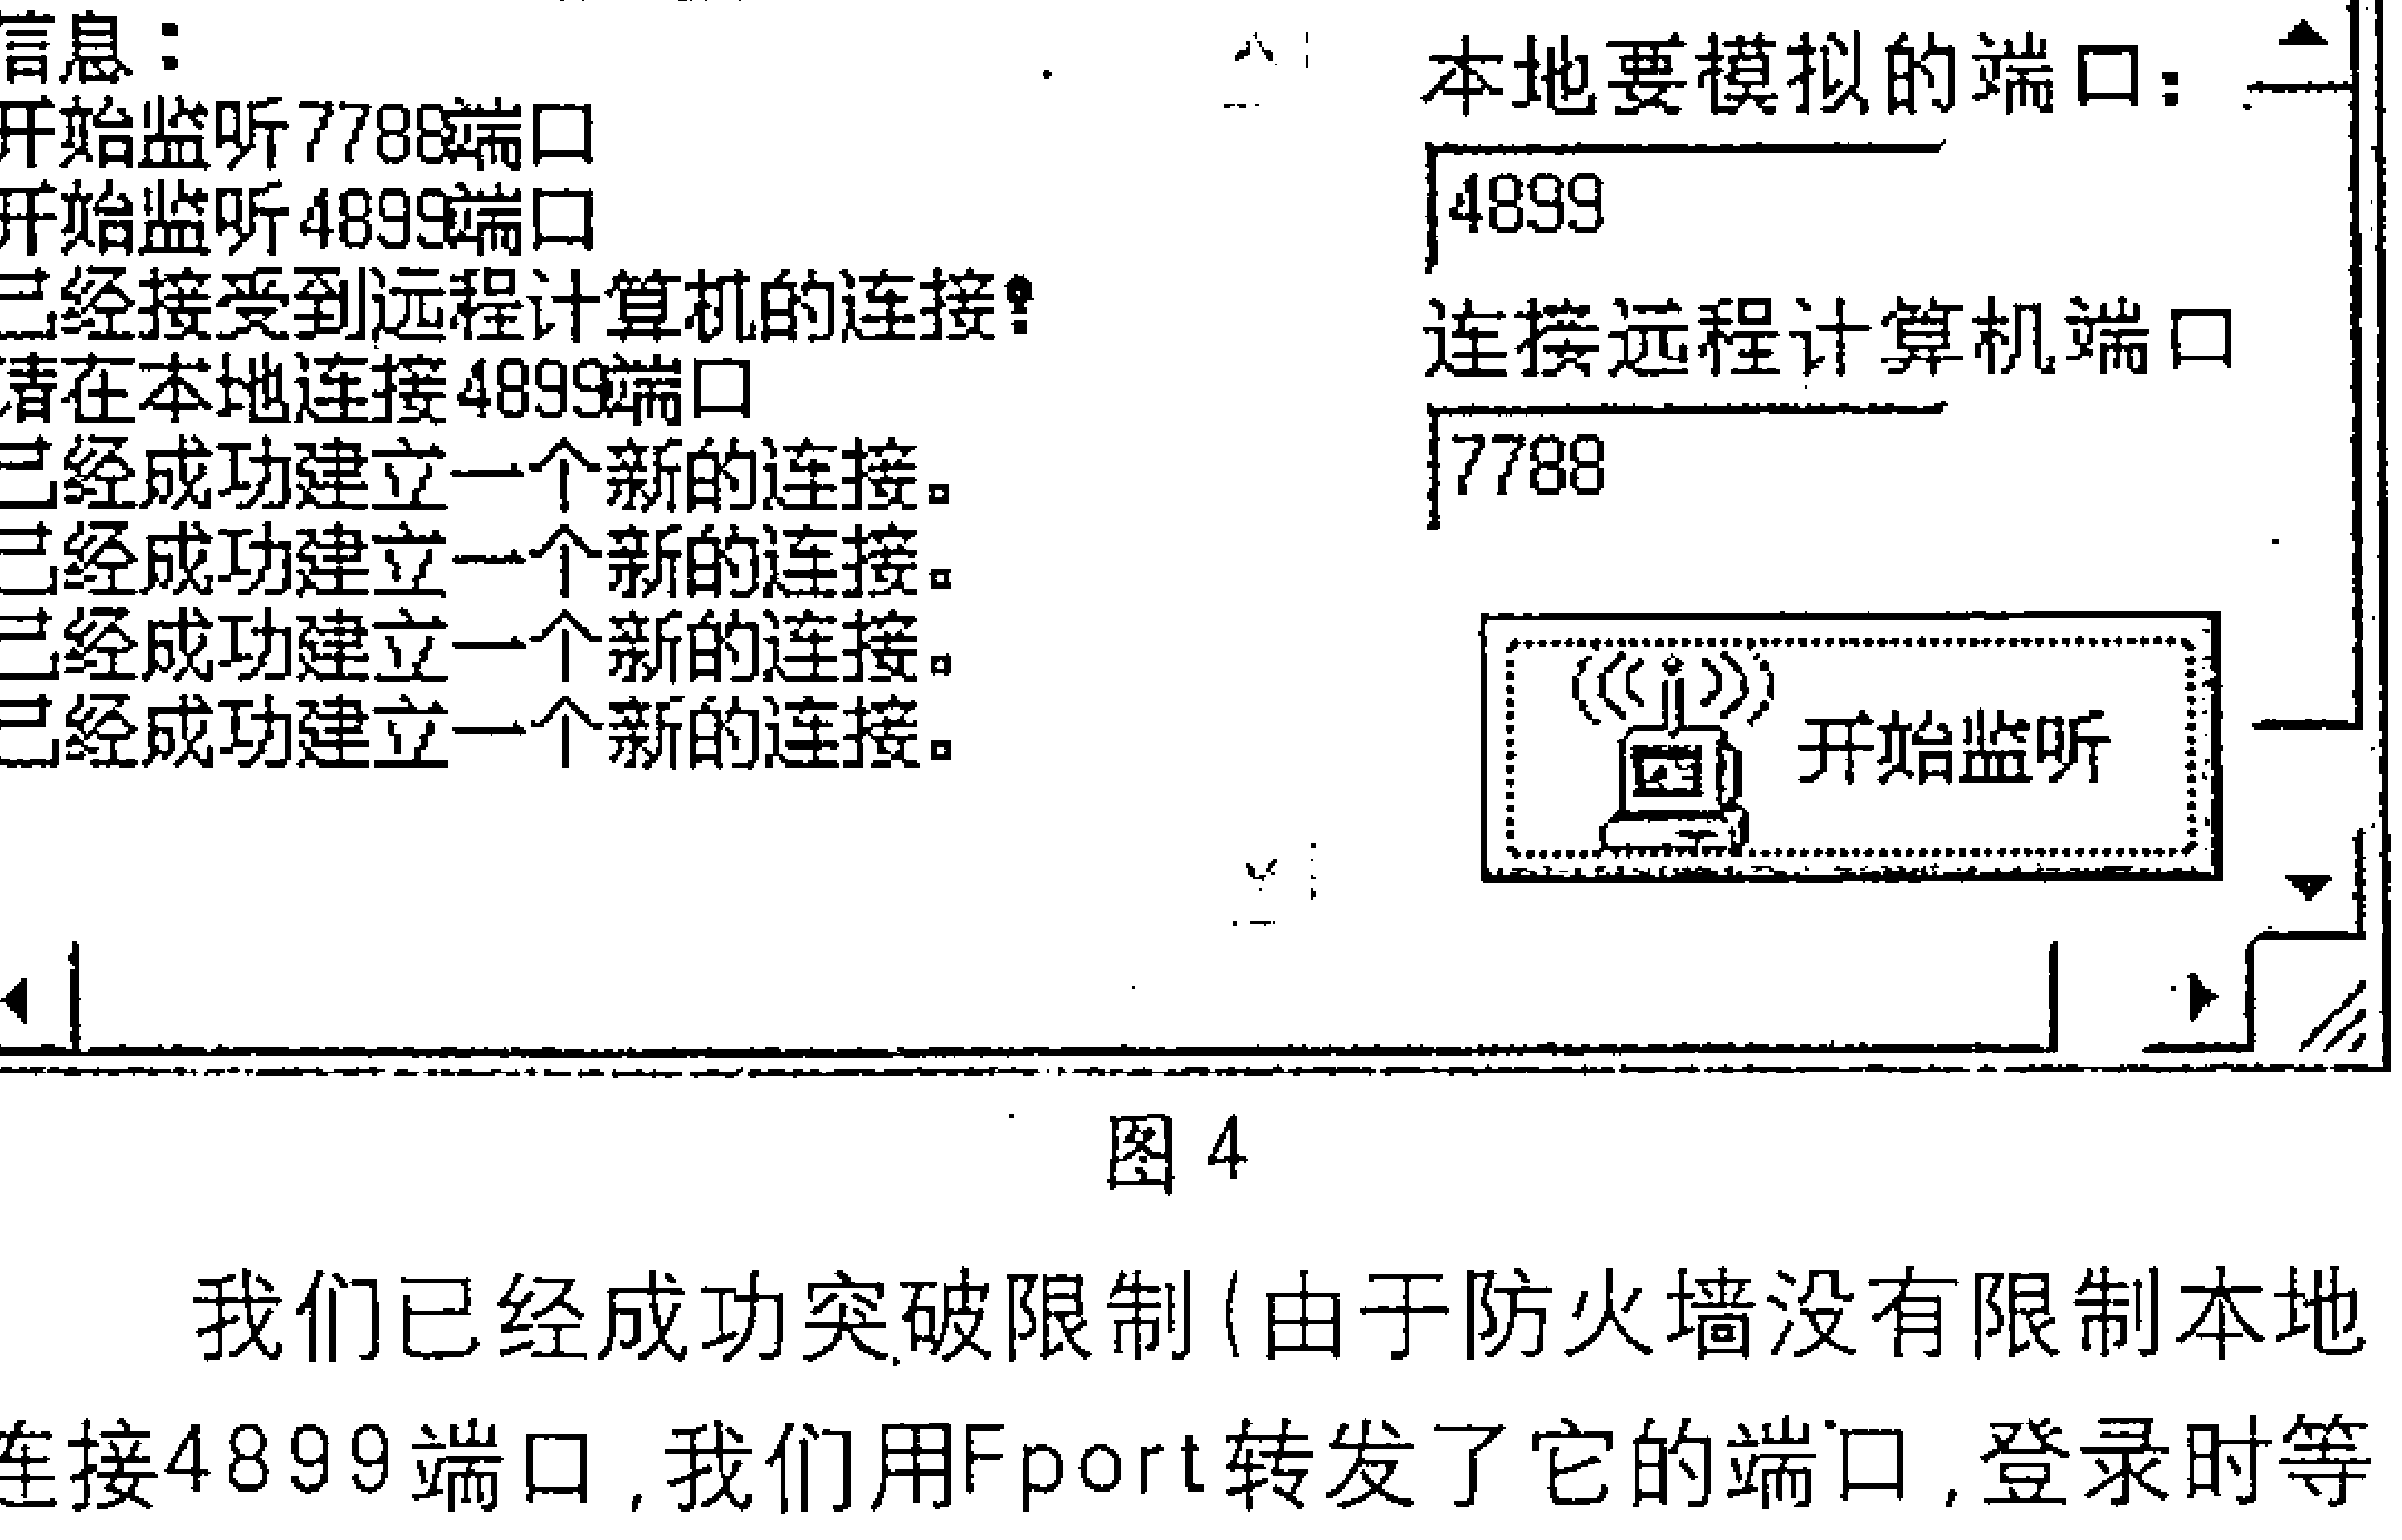 信息：
开始监听7788端口
开始监听4899端口
已经接受到远程计算机的连接!
请在本地连接4899端口
已经成功建立一个新的连接。
已经成功建立一个新的连接。
已经成功建立一个新的连接。
已经成功建立一个新的连接。
本地要模拟的端口：
4899
连接远程计算机端口
7788
开始监听
图 4
我们已经成功突破限制(由于防火墙没有限制本地
连接4899端口,我们用Fport转发了它的端口,登录时等